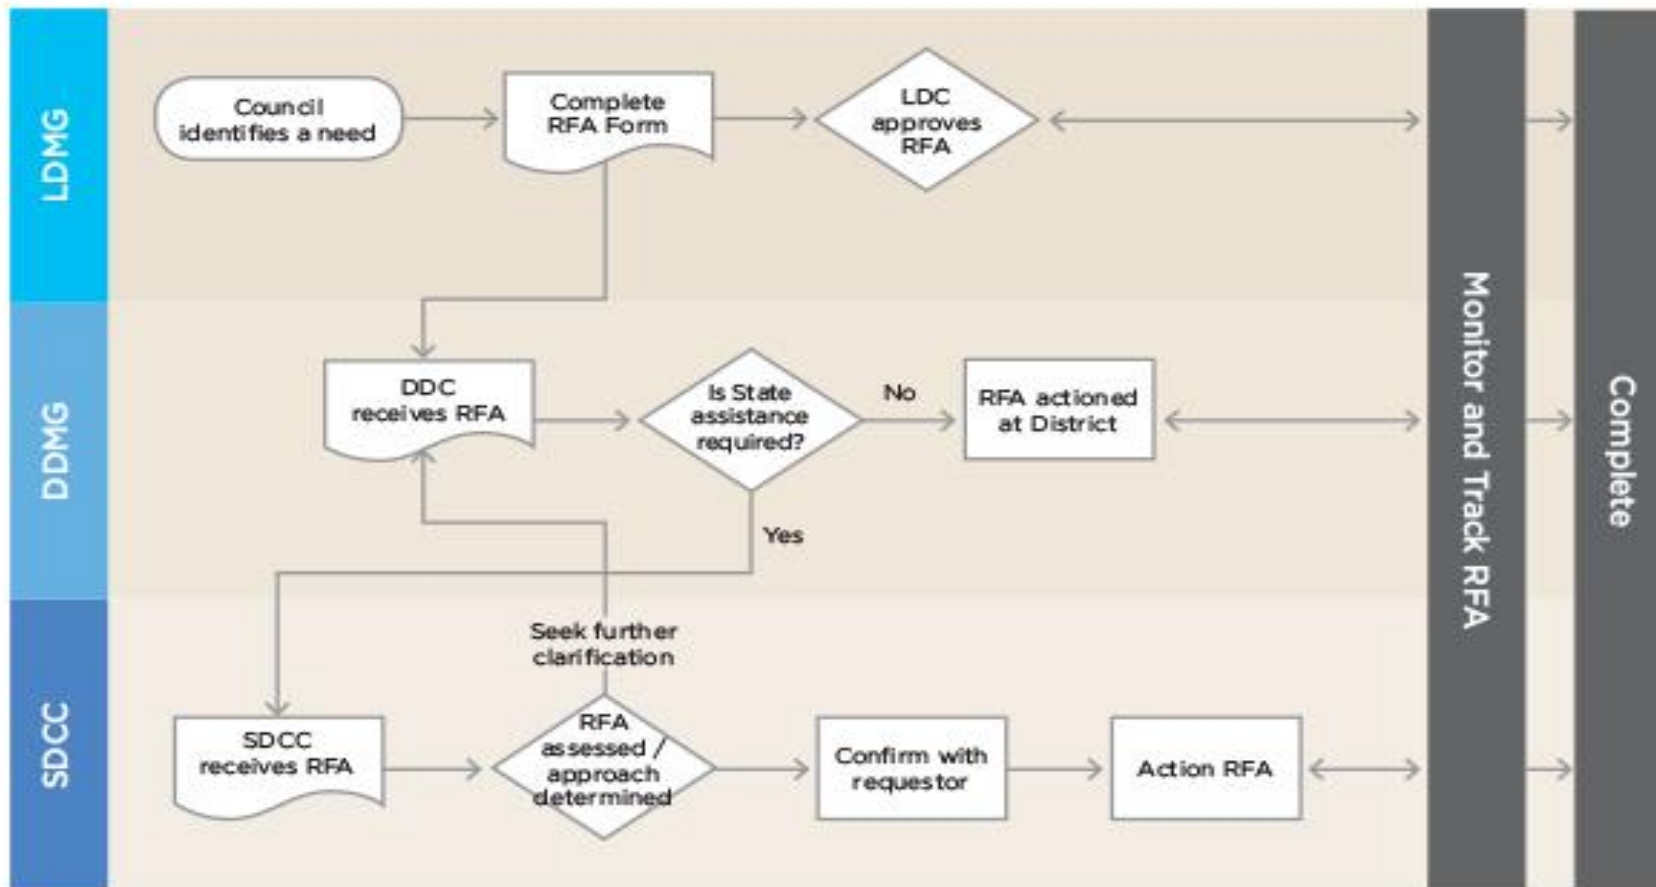 LDMG
Council
identifies a need
Complete
RFA Form
LDC
approves
RFA
DDMG
DDC
receives RFA
Is State
assistance
required?
No
RFA actioned
at District
Yes
SDCC
Seek further
clarification
SDCC
receives RFA
RFA
assessed /
approach
determined
Confirm with
requestor
Action RFA
Monitor and Track RFA
Complete